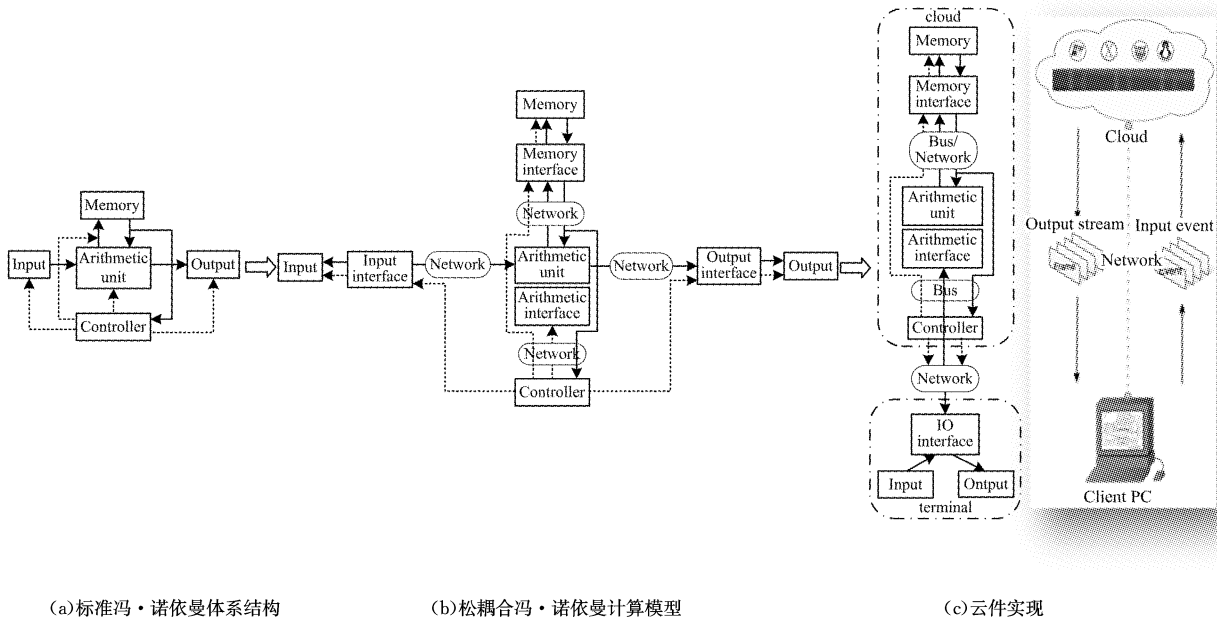 Memory
Input
Arithmetic
unit
Output
Controller
Memory
Memory
interface
Network
Input
Input
interface
Network
Arithmetic
unit
Arithmetic
interface
Network
Output
interface
Output
Network
Controller
cloud
Memory
Memory
interface
Bus/
Network
Arithmetic
unit
Arithmetic
interface
Bus
Controller
Network
IO
interface
Input
Ontput
terminal
Cloud
Output stream
Input event
Network
Client PC
(a)标准冯·诺依曼体系结构
(b)松耦合冯·诺依曼计算模型
(c)云件实现